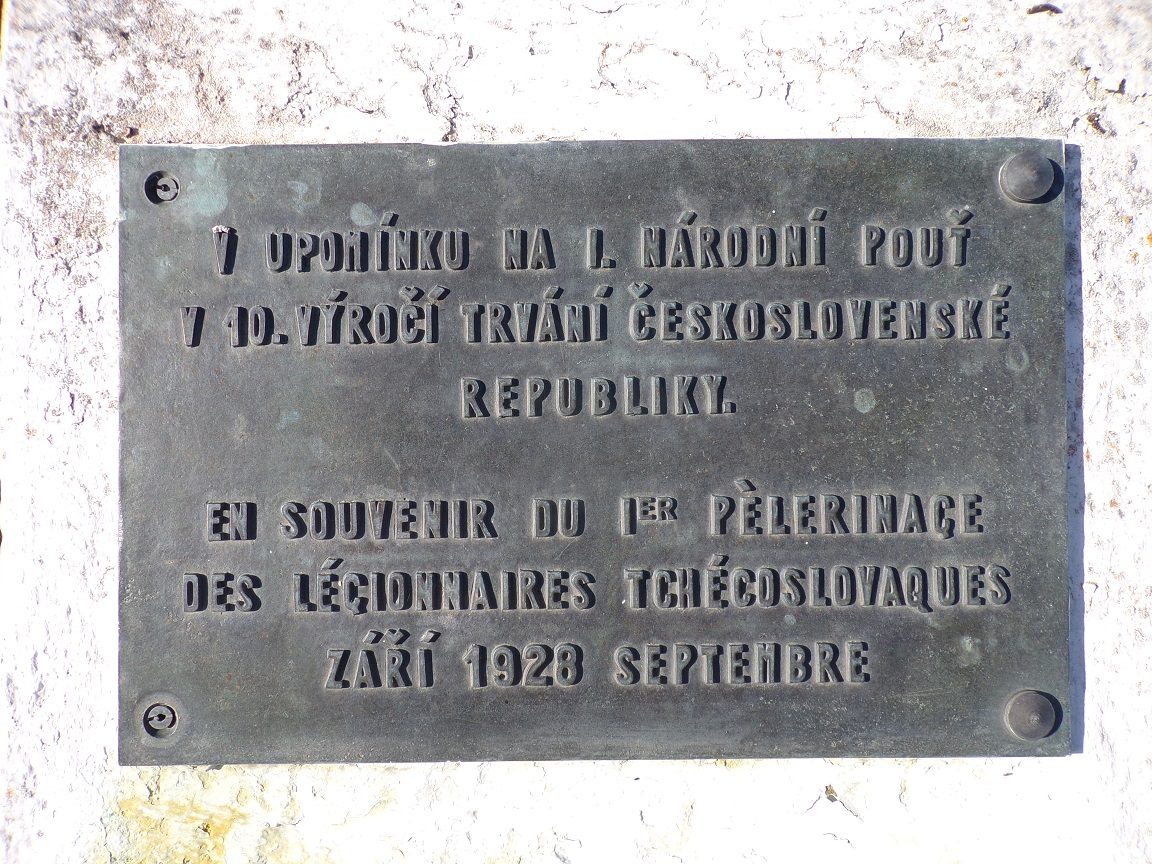 V UPOMÍNKU NA I. NÁRODNÍ POUŤ
V 10. VÝROČÍ TRVÁNÍ ČESKOSLOVENSKÉ
REPUBLIKY.
EN SOUVENIR DU IER PÈLERINAGE
DES LÉGIONNAIRES TCHÉCOSLOVAQUES
ZÁŘÍ 1928 SEPTEMBRE